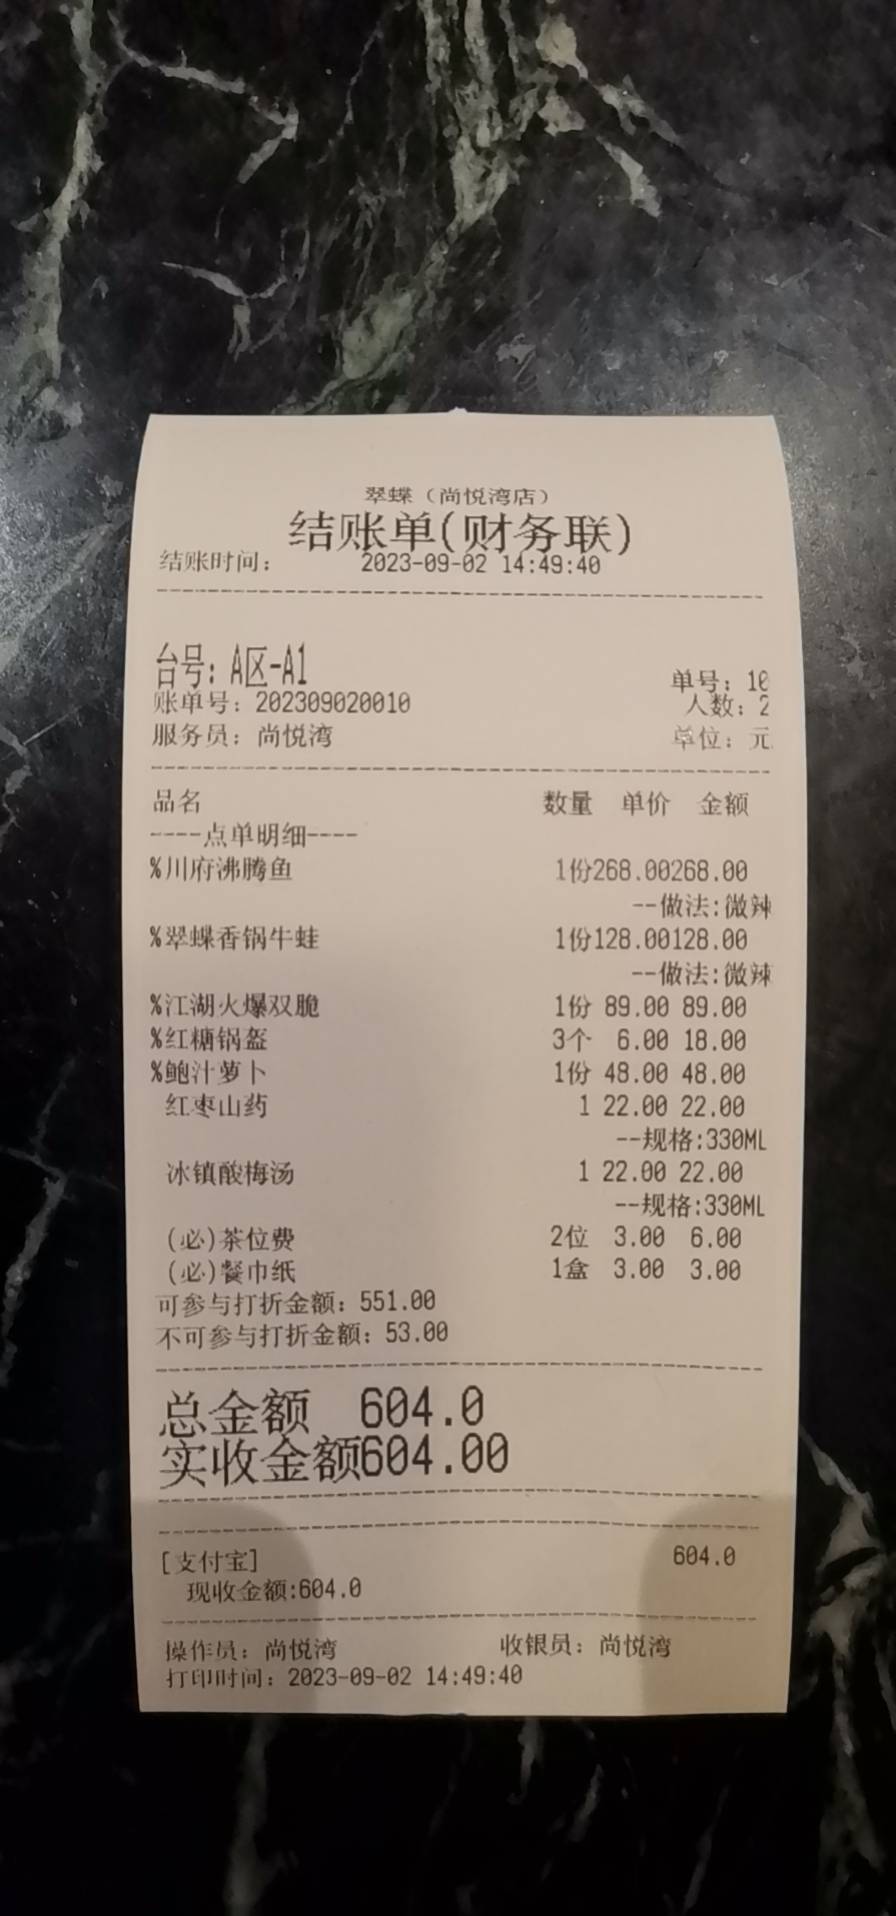 翠蝶（尚悦湾店）
结账单(财务联)
结账时间： 2023-09-02 14:49:40
台号: A区-A1
单号: 10
账单号: 202309020010
人数: 2
服务员: 尚悦湾
单位: 元
品名 数量 单价 金额
----点单明细----
%川府沸腾鱼 1份268.00268.00
--做法:微辣
%翠蝶香锅牛蛙 1份128.00128.00
--做法:微辣
%江湖火爆双脆 1份 89.00 89.00
%红糖锅盔 3个 6.00 18.00
%鲍汁萝卜 1份 48.00 48.00
红枣山药 1 22.00 22.00
--规格:330ML
冰镇酸梅汤 1 22.00 22.00
--规格:330ML
(必)茶位费 2位 3.00 6.00
(必)餐巾纸 1盒 3.00 3.00
可参与打折金额: 551.00
不可参与打折金额: 53.00
总金额 604.0
实收金额604.00
[支付宝] 604.0
现收金额:604.0
操作员: 尚悦湾 收银员: 尚悦湾
打印时间: 2023-09-02 14:49:40